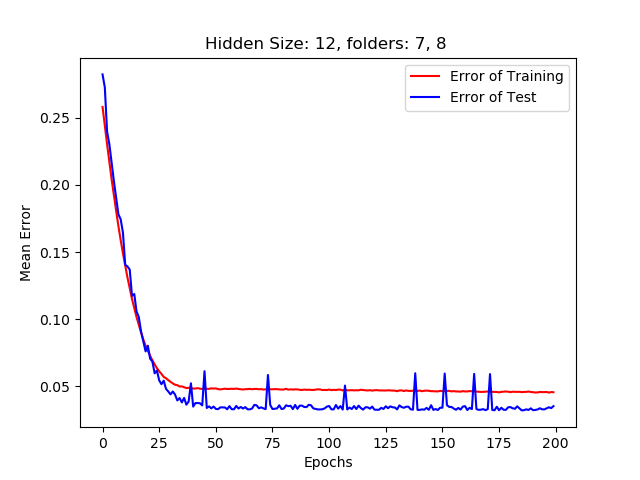 Hidden Size: 12, folders: 7, 8
Error of Training
Error of Test
Mean Error
0.25
0.20
0.15
0.10
0.05
0
25
50
75
100
125
150
175
200
Epochs